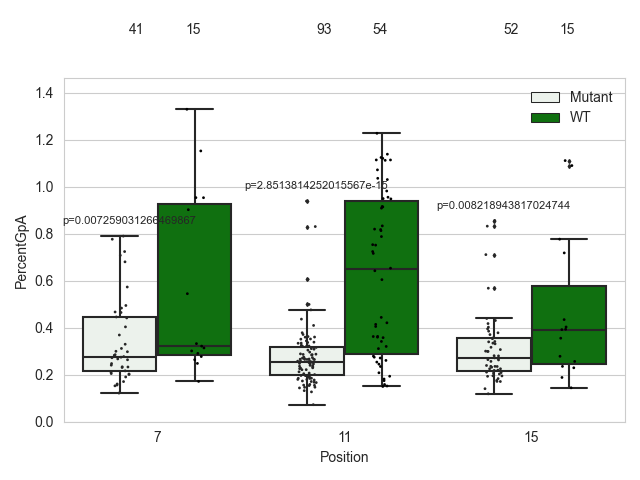 41 15 93 54 52 15
Mutant
WT
p=0.007259031266469867
p=2.8513814252015567e-15
p=0.008218943817024744
PercentGpA
1.4
1.2
1.0
0.8
0.6
0.4
0.2
0.0
7 11 15
Position